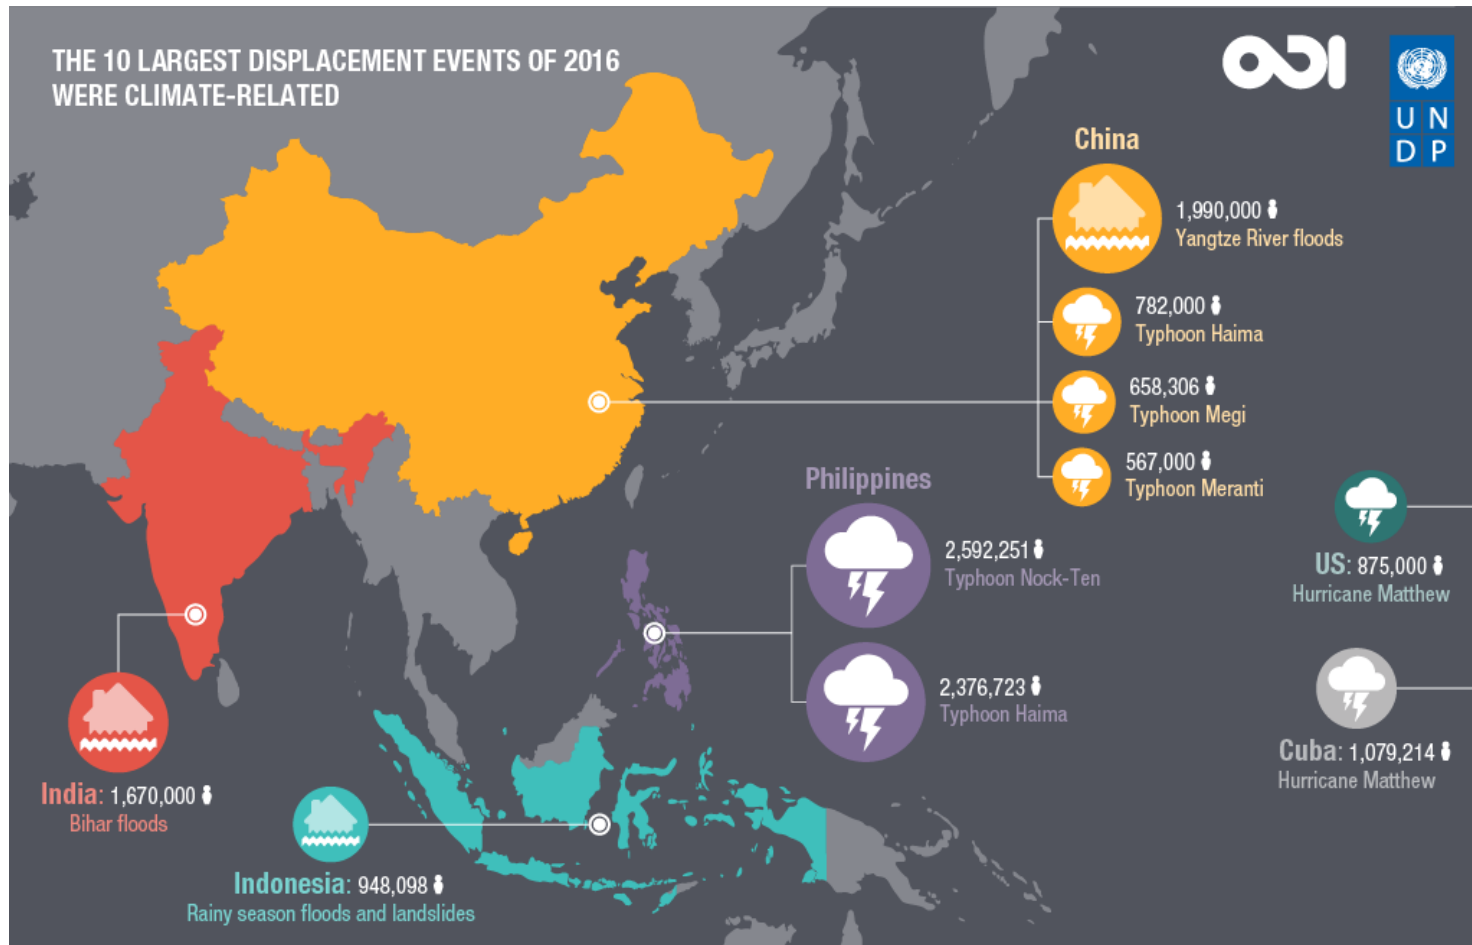 THE 10 LARGEST DISPLACEMENT EVENTS OF 2016
WERE CLIMATE-RELATED
ODI
U N
D P
China
1,990,000
Yangtze River floods
782,000
Typhoon Haima
658,306
Typhoon Megi
567,000
Typhoon Meranti
Philippines
2,592,251
Typhoon Nock-Ten
2,376,723
Typhoon Haima
US: 875,000
Hurricane Matthew
Cuba: 1,079,214
Hurricane Matthew
India: 1,670,000
Bihar floods
Indonesia: 948,098
Rainy season floods and landslides